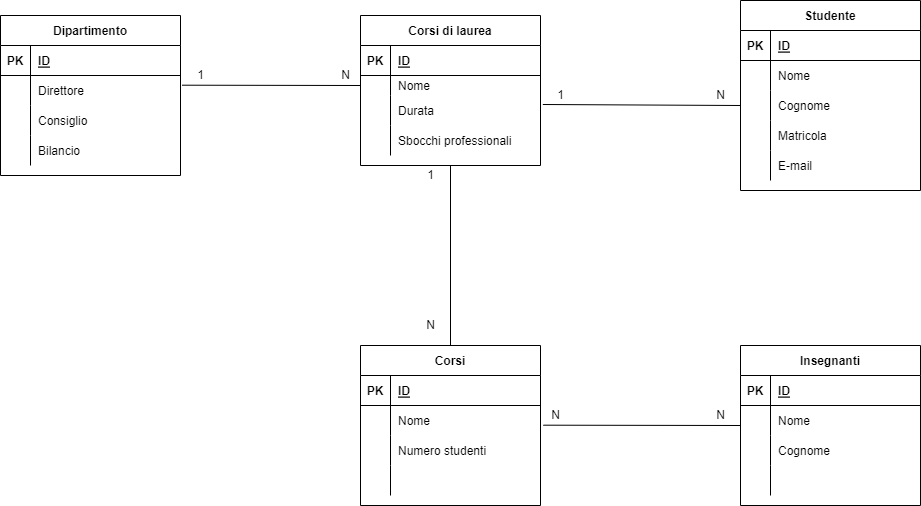 Dipartimento
PK ID
Direttore
Consiglio
Bilancio
1 N
Corsi di laurea
PK ID
Nome
Durata
Sbocchi professionali
1 N
Studente
PK ID
Nome
Cognome
Matricola
E-mail
1
N
Corsi
PK ID
Nome
Numero studenti
N N
Insegnanti
PK ID
Nome
Cognome